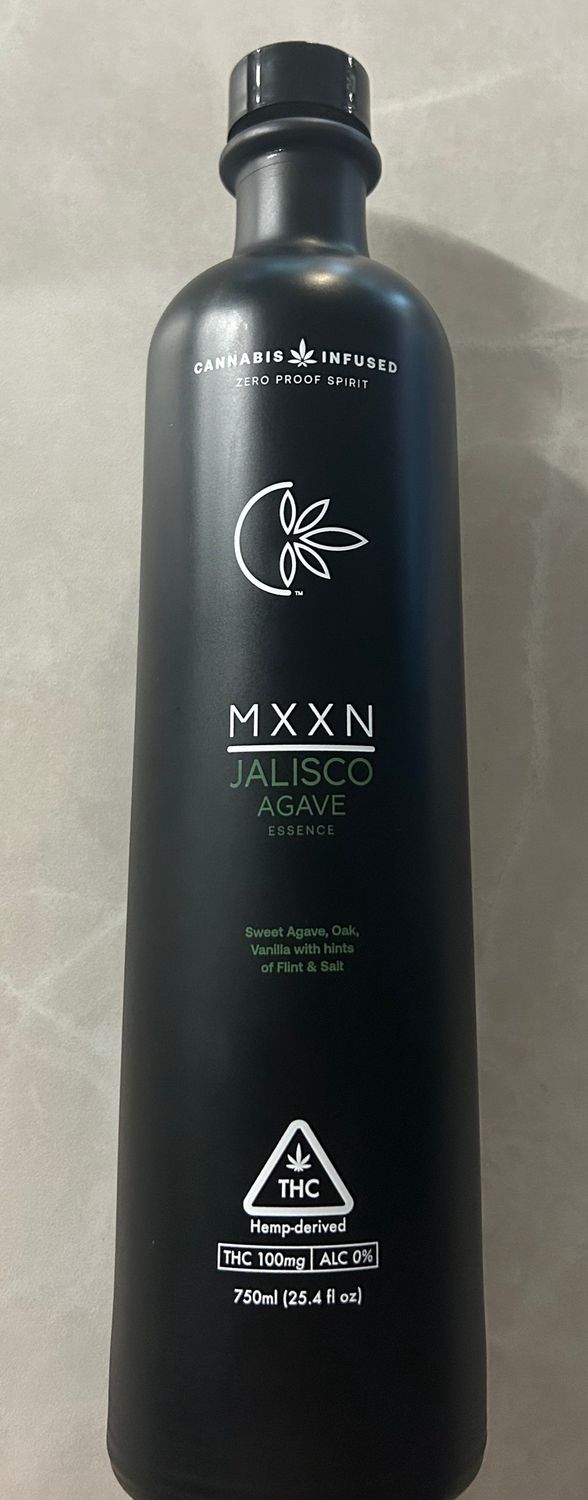 CANNABIS INFUSED
ZERO PROOF SPIRIT
TM
MXXN
JALISCO
AGAVE
ESSENCE
Sweet Agave, Oak,
Vanilla with hints
of Flint & Salt
THC
Hemp-derived
THC 100mg | ALC 0%
750ml (25.4 fl oz)